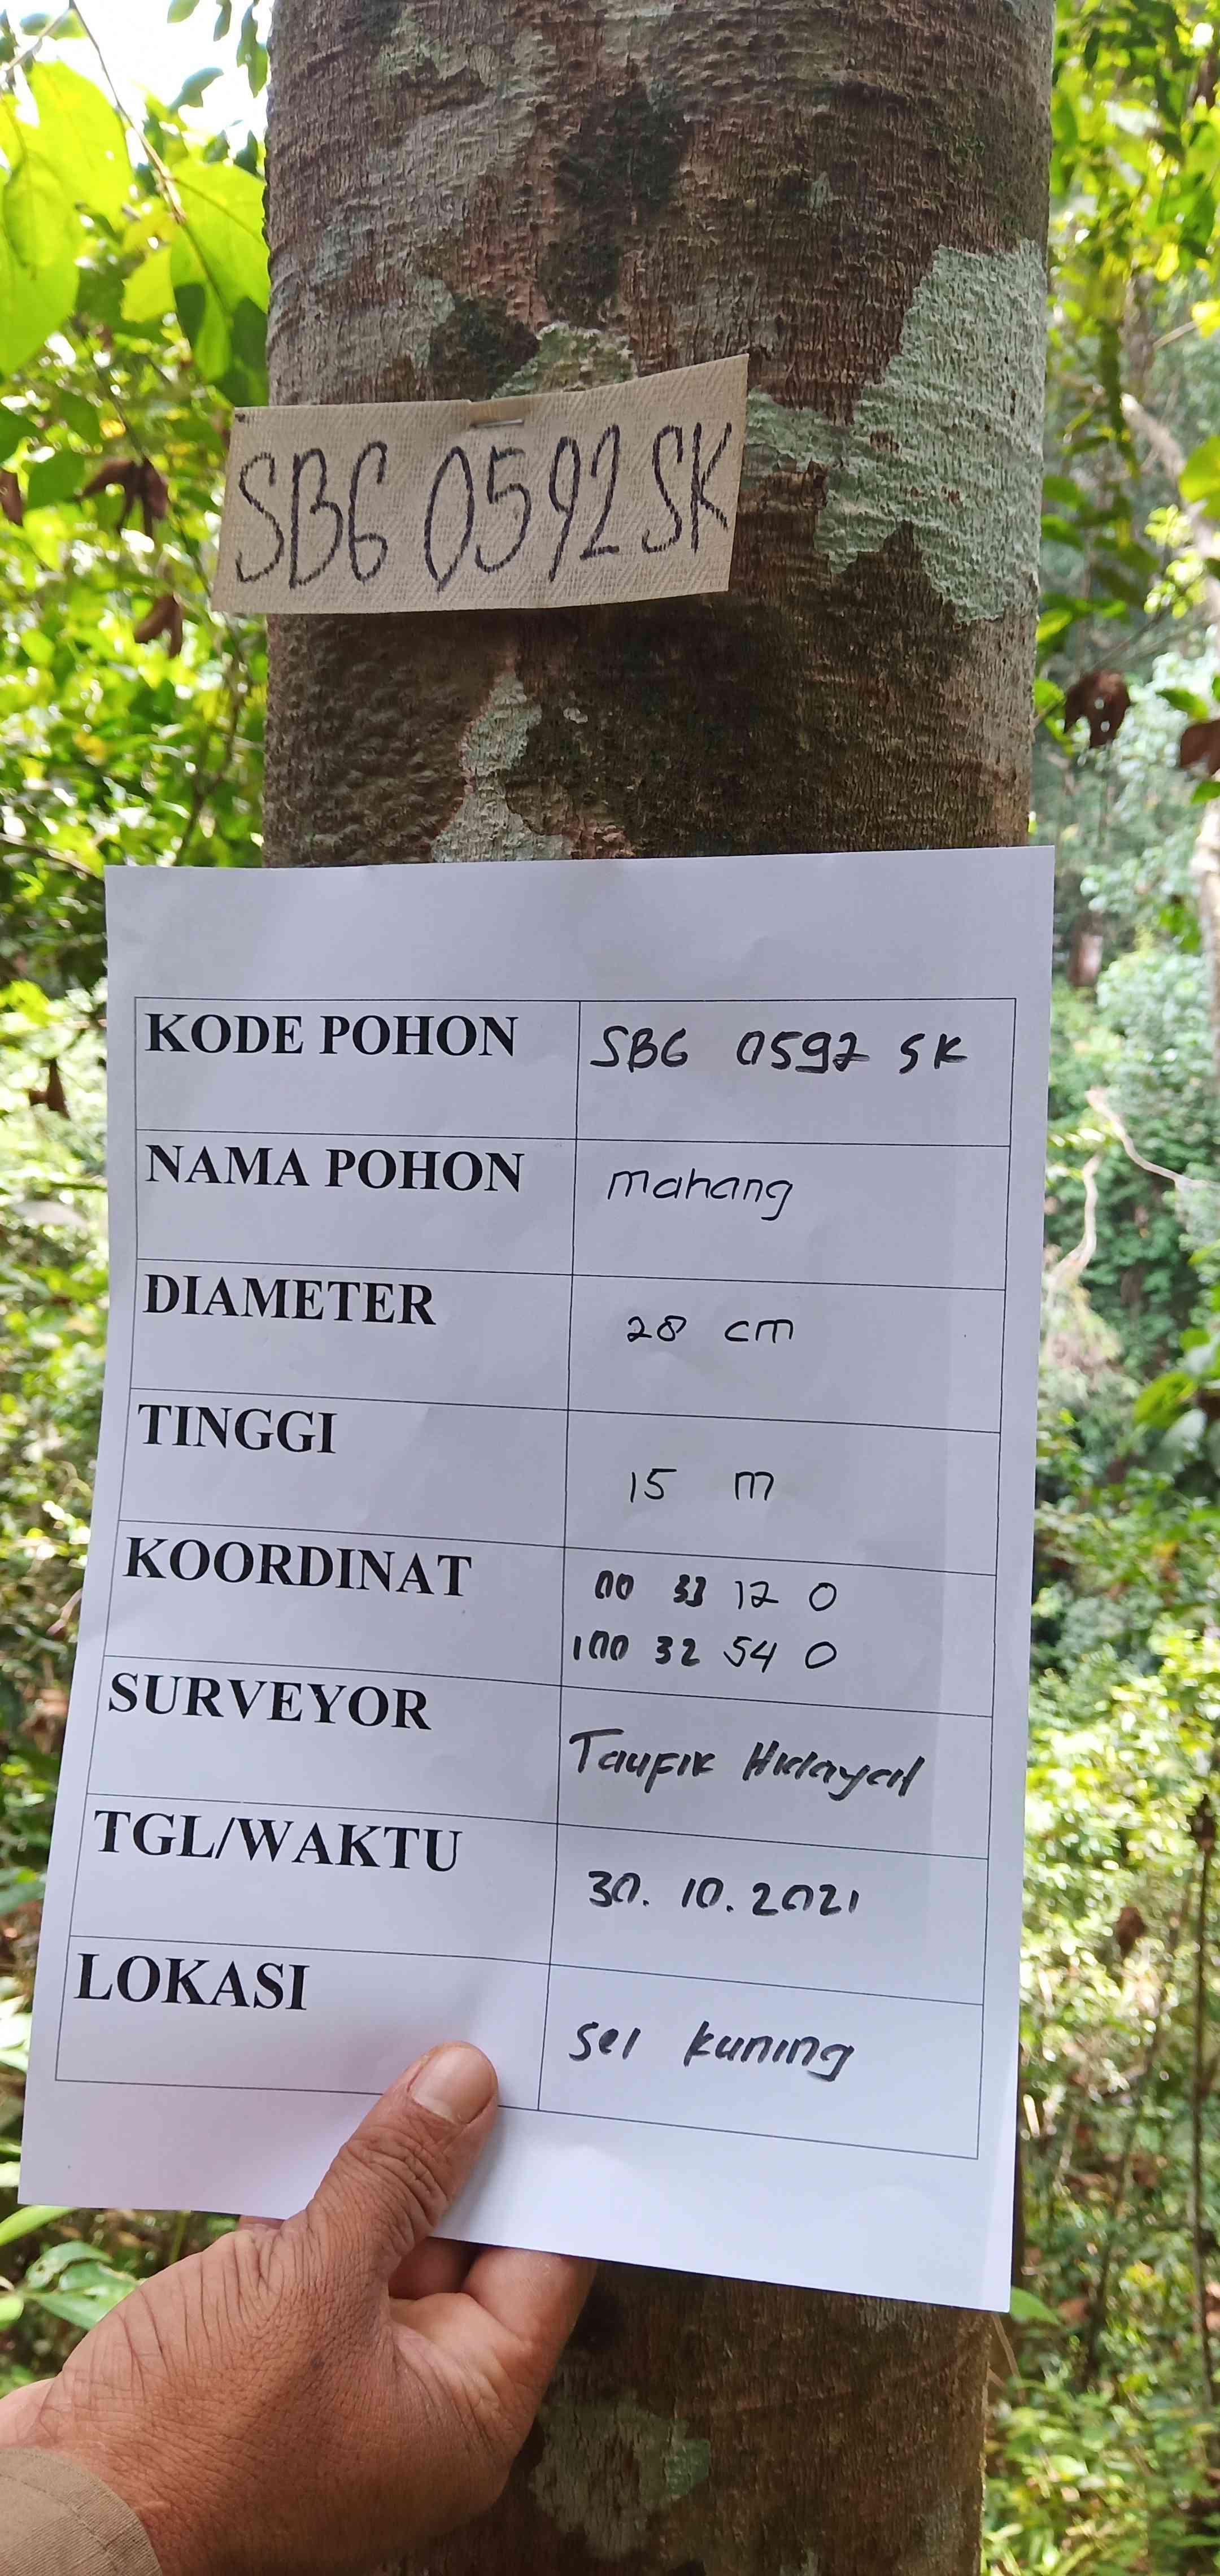 SBG 0592 SK
KODE POHON SBG 0592 SK
NAMA POHON mahang
DIAMETER 28 cm
TINGGI 15 m
KOORDINAT 00 33 12 0
100 32 54 0
SURVEYOR Taufik Hidayat
TGL/WAKTU 30.10.2021
LOKASI sei kuning